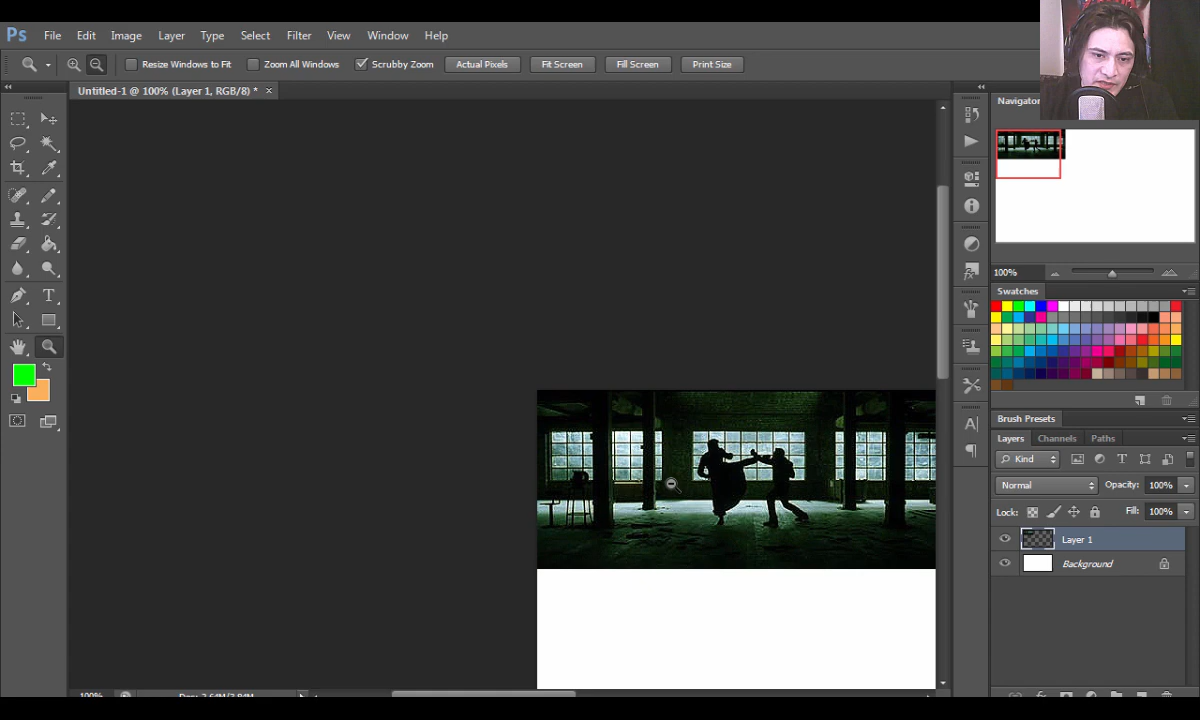 Ps File Edit Image Layer Type Select Filter View Window Help
Resize Windows to Fit Zoom All Windows Scrubby Zoom Actual Pixels Fit Screen Fill Screen Print Size
Untitled-1 @ 100% (Layer 1, RGB/8) * ×
Navigator
100%
Swatches
Brush Presets
Layers Channels Paths
Kind
Normal Opacity: 100%
Lock: Fill: 100%
Layer 1
Background
100%